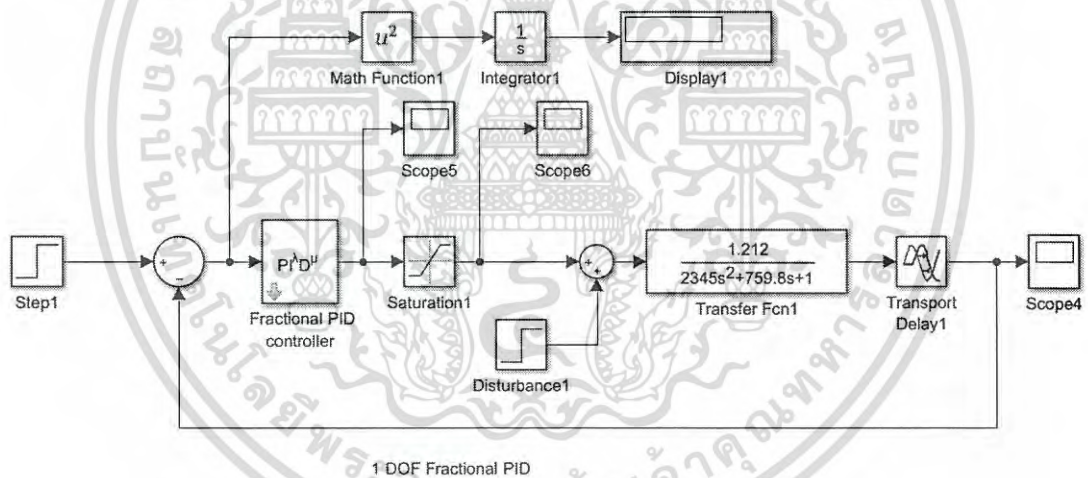 u²
1
s
Math Function1
Integrator1
Display1
Scope5
Scope6
Step1
+
−
PI^λD^μ
Fractional PID
controller
Saturation1
+
+
1.212
2345s²+759.8s+1
Transfer Fcn1
Transport
Delay1
Scope4
Disturbance1
1 DOF Fractional PID